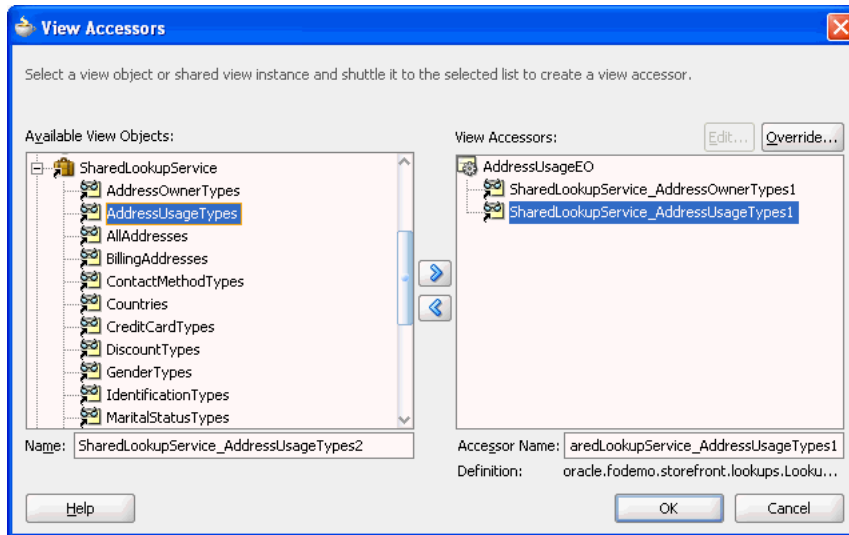 View Accessors
Select a view object or shared view instance and shuttle it to the selected list to create a view accessor.
Available View Objects:
SharedLookupService
AddressOwnerTypes
AddressUsageTypes
AllAddresses
BillingAddresses
ContactMethodTypes
Countries
CreditCardTypes
DiscountTypes
GenderTypes
IdentificationTypes
MaritalStatusTypes
Name: SharedLookupService_AddressUsageTypes2
View Accessors: Edit... Override...
AddressUsageEO
SharedLookupService_AddressOwnerTypes1
SharedLookupService_AddressUsageTypes1
Accessor Name: aredLookupService_AddressUsageTypes1
Definition: oracle.fodemo.storefront.lookups.Looku...
Help OK Cancel